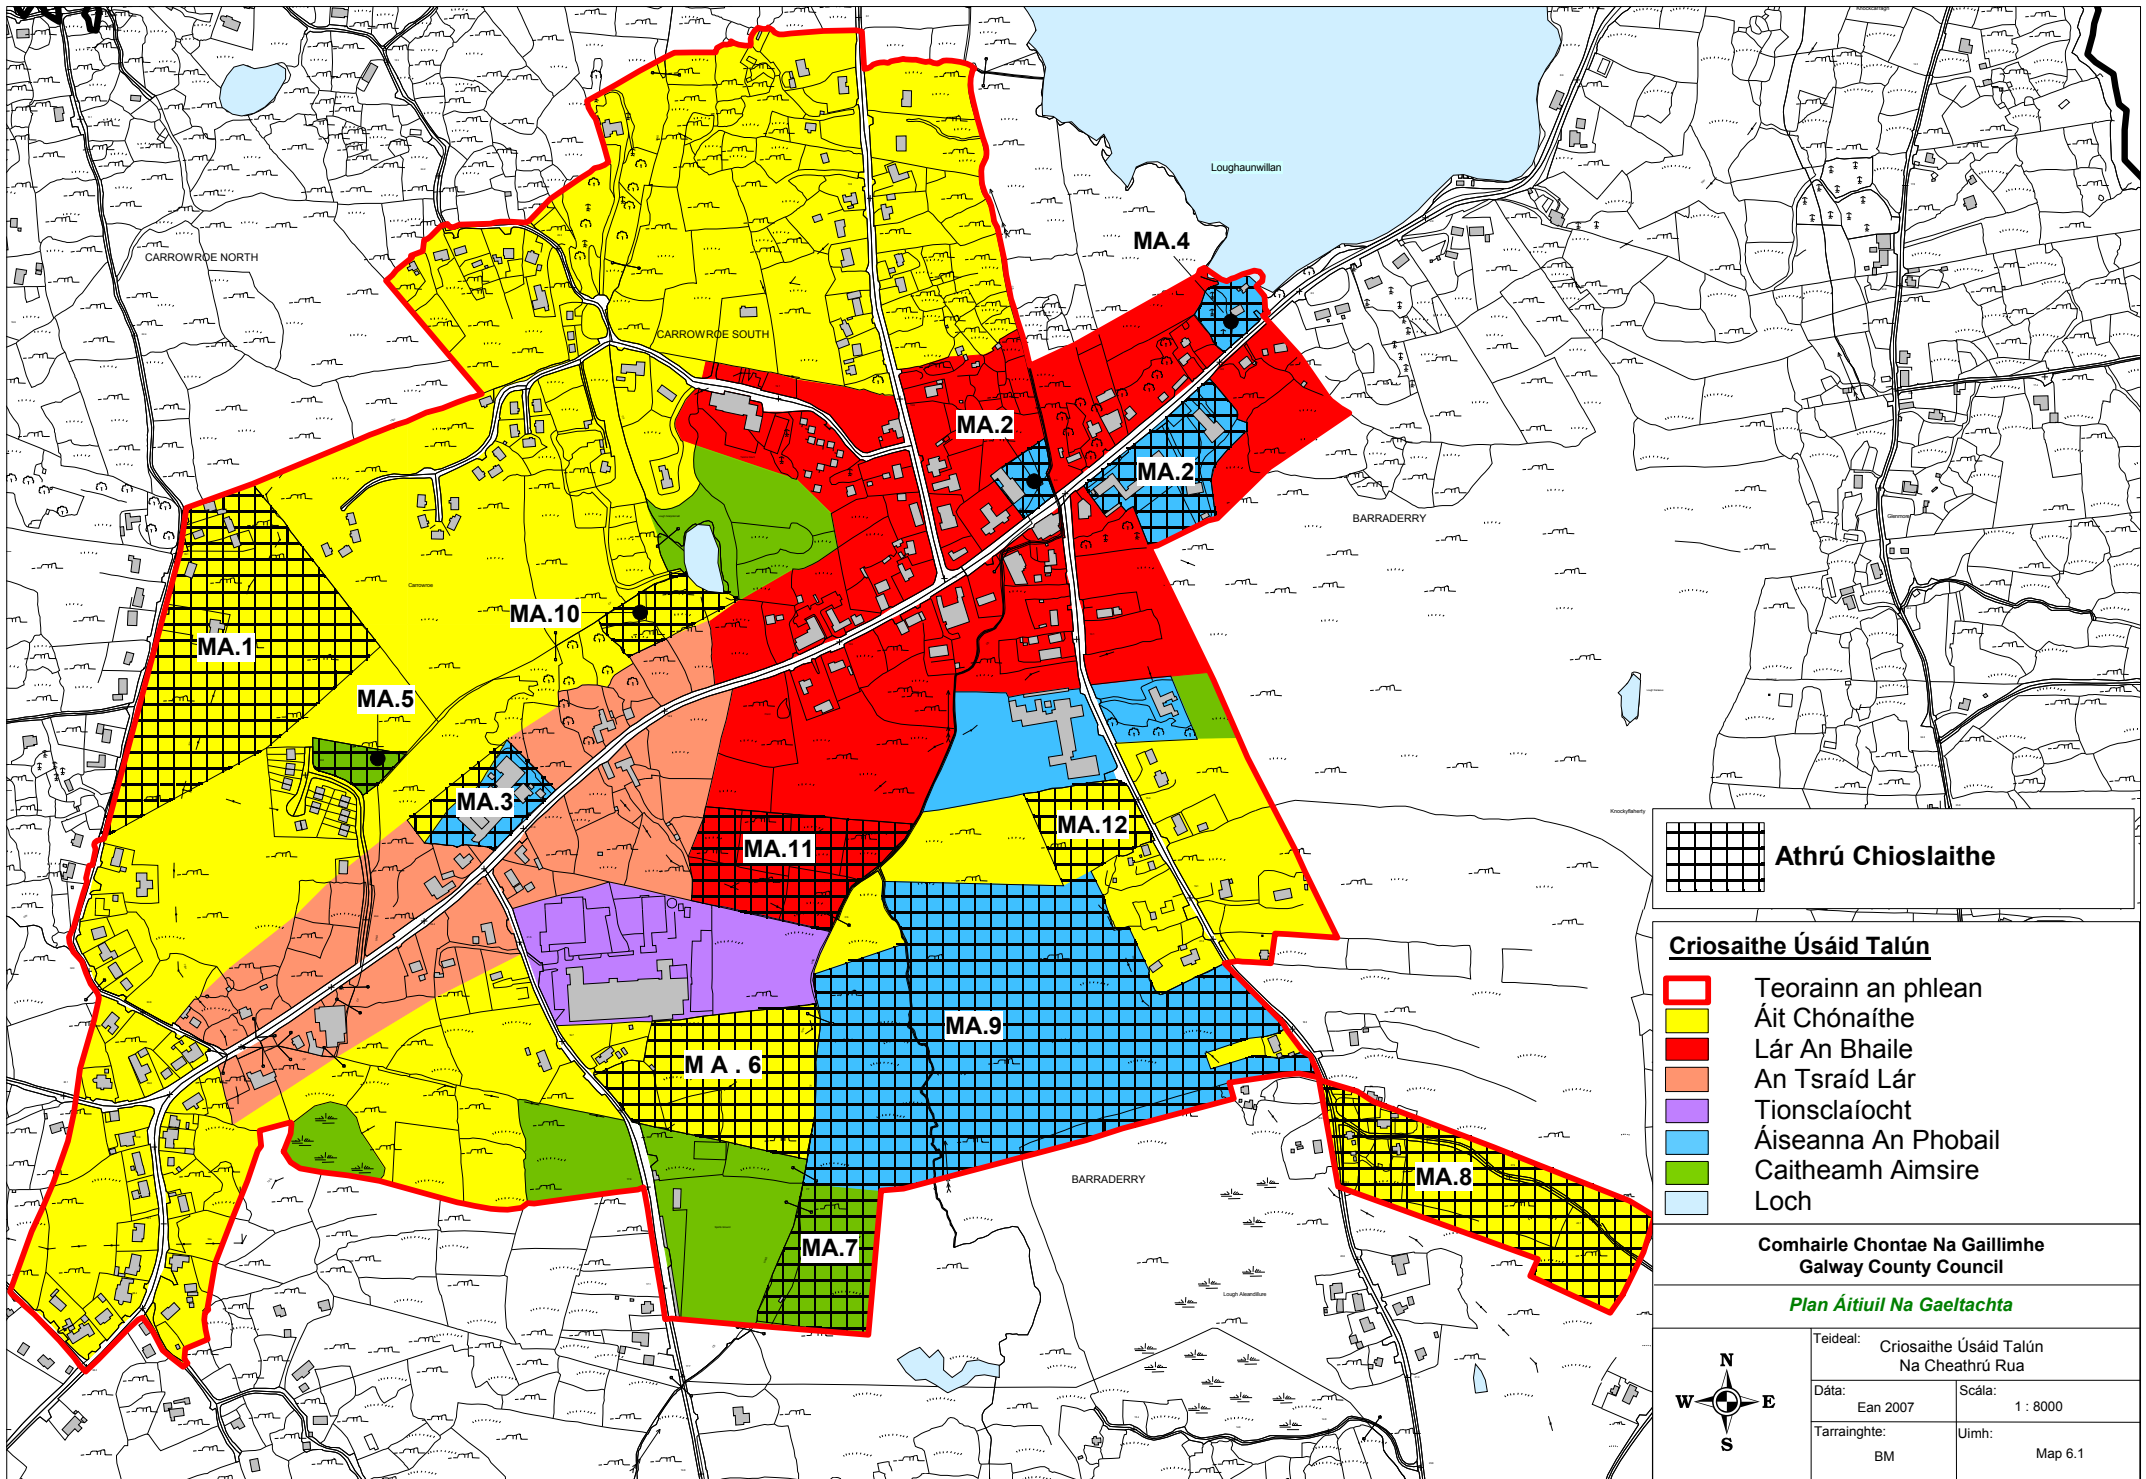 Loughaunwillan
MA.4
CARROWROE NORTH
CARROWROE SOUTH
MA.2
MA.2
BARRADERRY
Glenmore
Carrowroe
MA.10
MA.1
MA.5
MA.3
MA.11
MA.12
Knockyflaherty
MA.9
M A . 6
BARRADERRY
MA.8
MA.7
Athrú Chioslaithe
Criosaithe Úsáid Talún
Teorainn an phlean
Áit Chónaíthe
Lár An Bhaile
An Tsraíd Lár
Tionsclaíocht
Áiseanna An Phobail
Caitheamh Aimsire
Loch
Comhairle Chontae Na Gaillimhe
Galway County Council
Plan Áitiuil Na Gaeltachta
N
W E
S
Teideal: Criosaithe Úsáid Talún
Na Cheathrú Rua
Dáta:
Ean 2007
Scála:
1 : 8000
Tarrainghte:
BM
Uimh:
Map 6.1